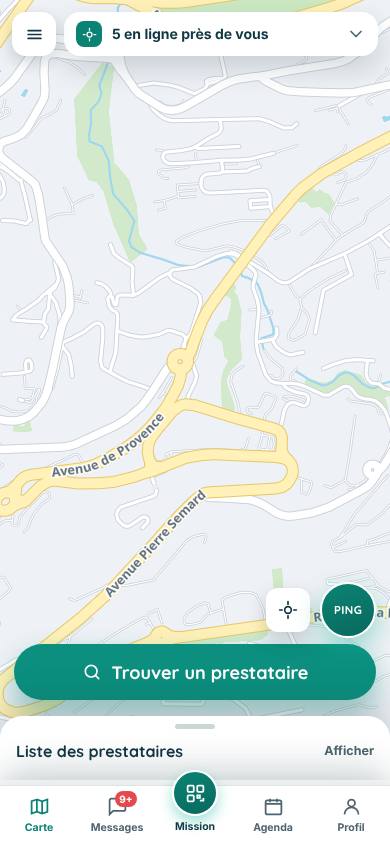 5 en ligne près de vous
Avenue de Provence
Avenue Pierre Semard
PING
Trouver un prestataire
Liste des prestataires
Afficher
9+
Carte
Messages
Mission
Agenda
Profil